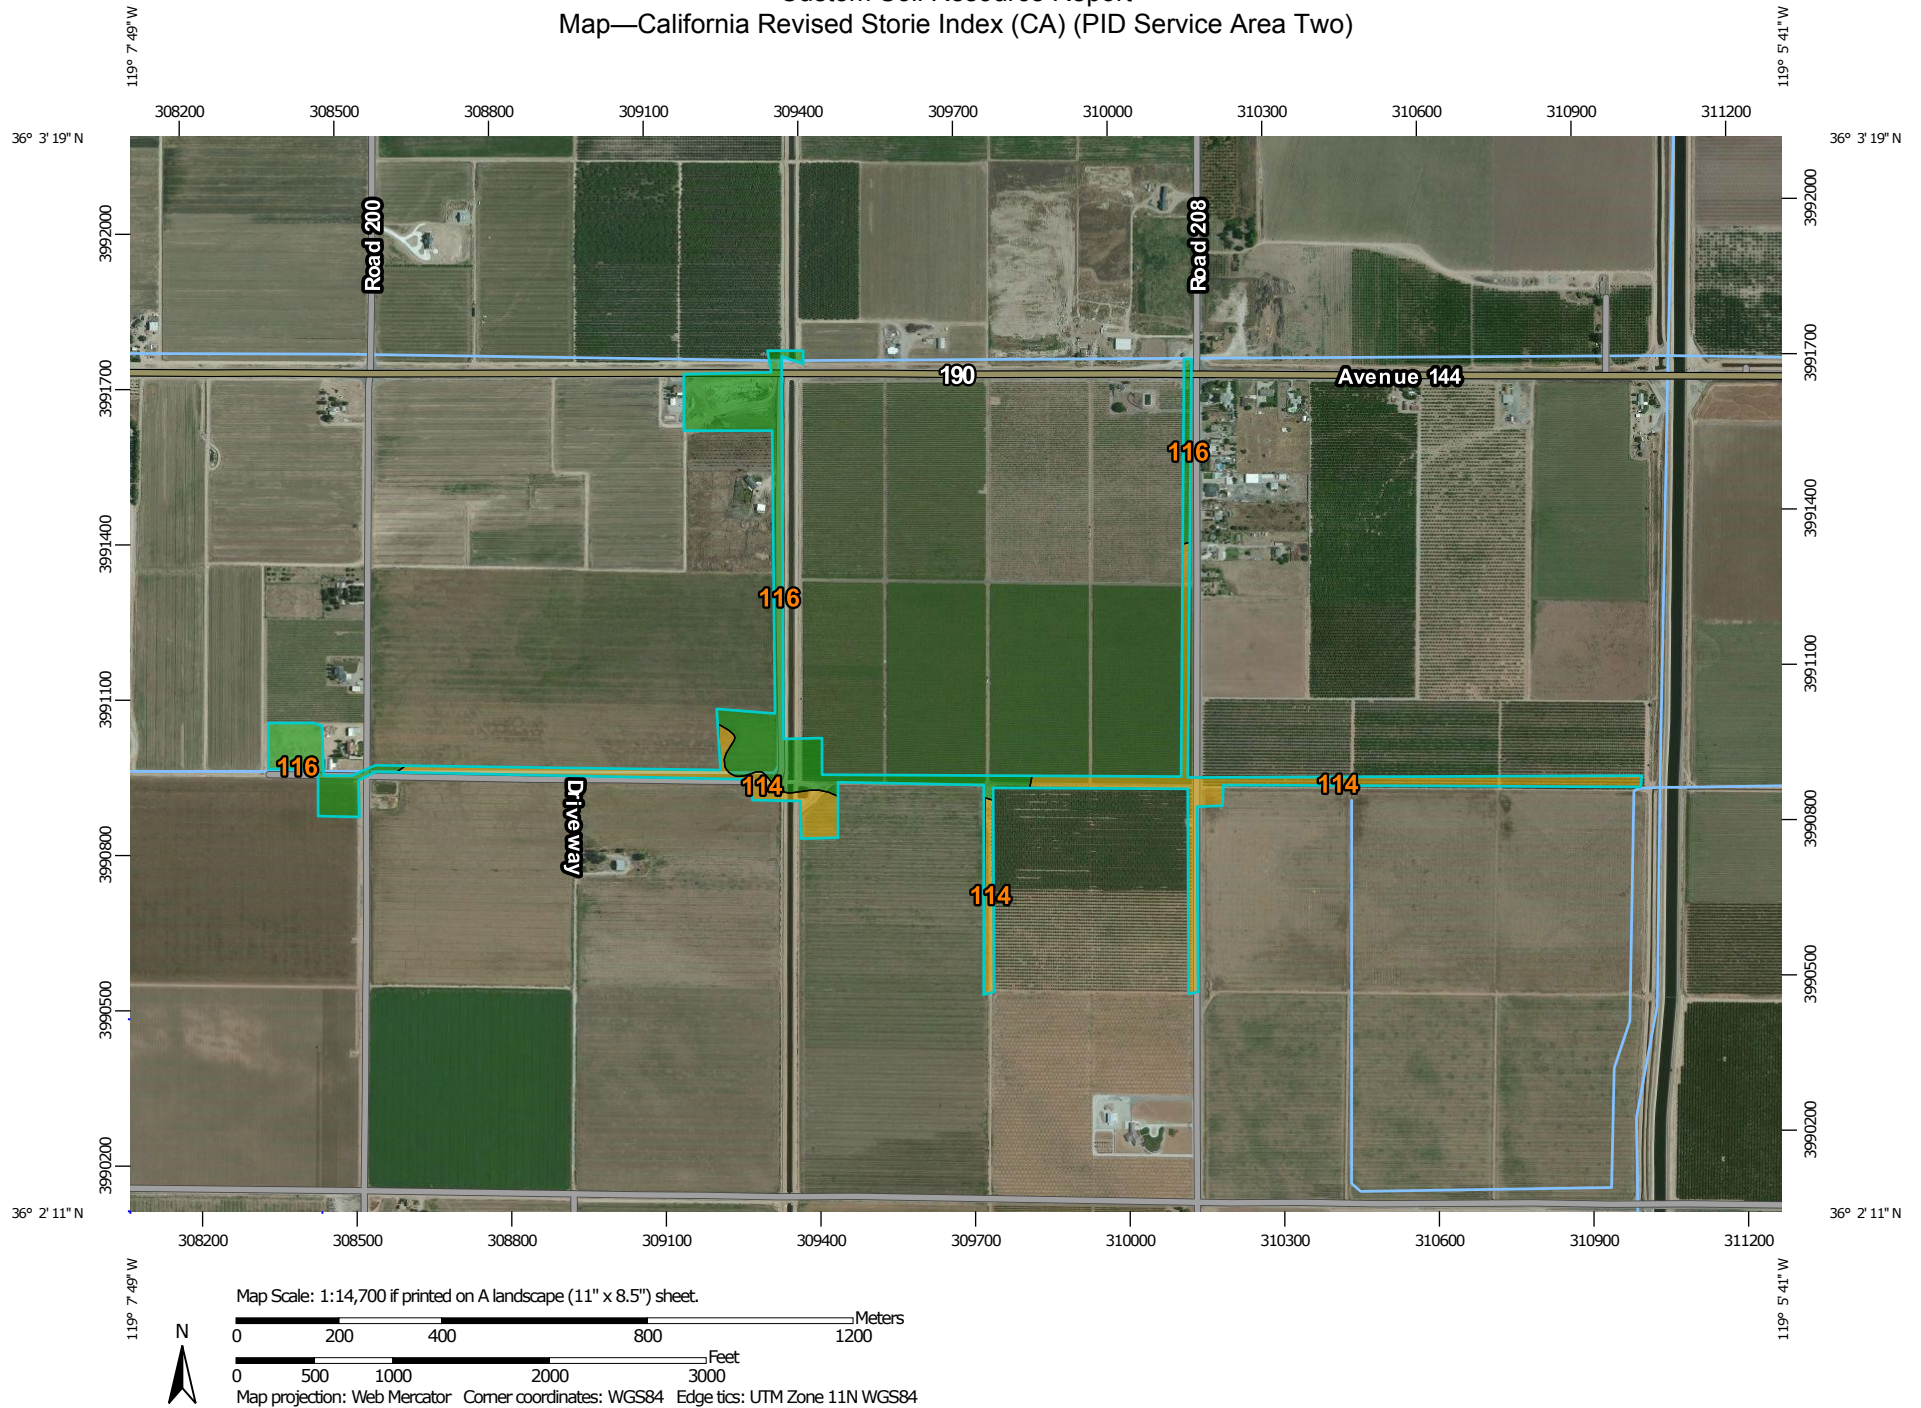 Custom Soil Resource Report
Map—California Revised Storie Index (CA) (PID Service Area Two)
119° 7' 49" W
119° 5' 41" W
308200 308500 308800 309100 309400 309700 310000 310300 310600 310900 311200
36° 3' 19" N
36° 3' 19" N
Road 200
Road 208
3992000
3992000
3991700
3991700
190
Avenue 144
116
3991400
3991400
116
3991100
3991100
116
114
114
Driveway
3990800
3990800
114
3990500
3990500
3990200
3990200
36° 2' 11" N
36° 2' 11" N
308200 308500 308800 309100 309400 309700 310000 310300 310600 310900 311200
119° 7' 49" W
119° 5' 41" W
Map Scale: 1:14,700 if printed on A landscape (11" x 8.5") sheet.
Meters
N
0 200 400 800 1200
Feet
0 500 1000 2000 3000
Map projection: Web Mercator Corner coordinates: WGS84 Edge tics: UTM Zone 11N WGS84